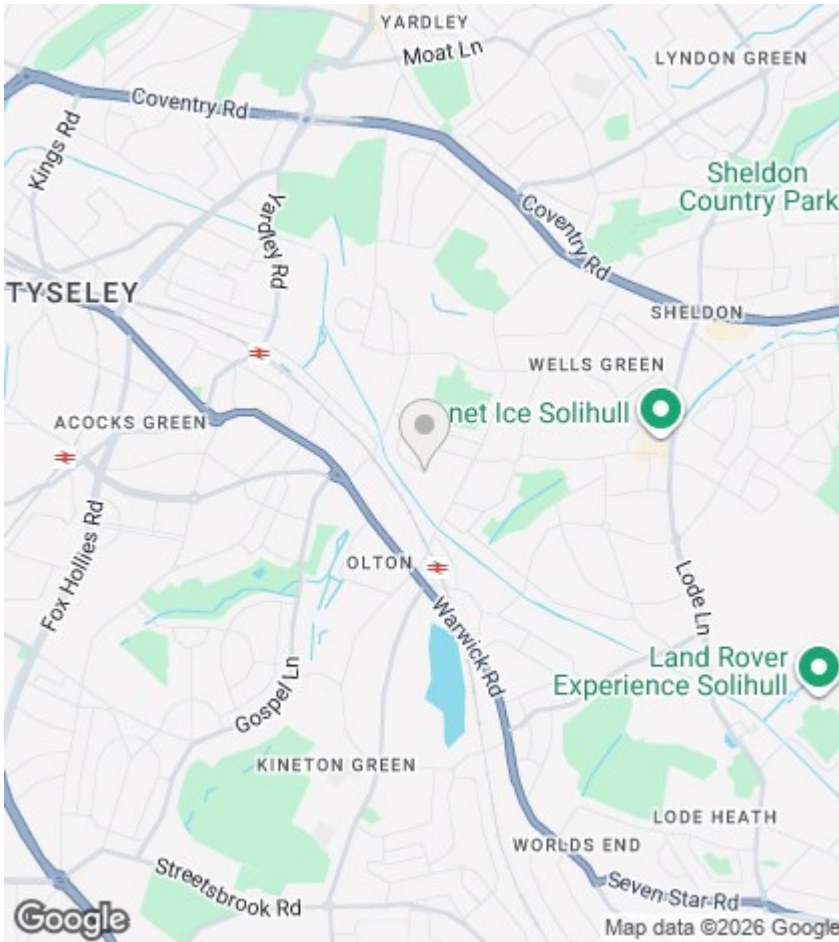 YARDLEY
Moat Ln
LYNDON GREEN
Coventry Rd
Kings Rd
Sheldon
Country Park
Yardley Rd
Coventry Rd
TYSELEY
SHELDON
WELLS GREEN
net Ice Solihull
ACOCKS GREEN
Fox Hollies Rd
OLTON
Lode Ln
Warwick Rd
Land Rover
Experience Solihull
Gospel Ln
KINETON GREEN
LODE HEATH
WORLDS END
Streetsbrook Rd
Seven Star Rd
Google
Map data ©2026 Google